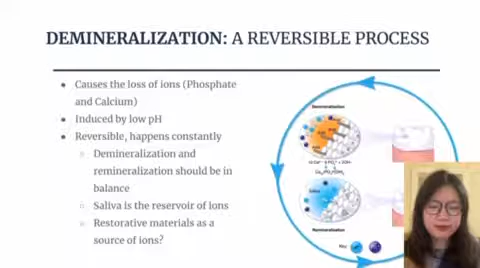 DEMINERALIZATION: A REVERSIBLE PROCESS
Causes the loss of ions (Phosphate
and Calcium)
Induced by low pH
Reversible, happens constantly
Demineralization and
remineralization should be in
balance
Saliva is the reservoir of ions
Restorative materials as a
source of ions?
Demineralization
Saliva
Remineralization